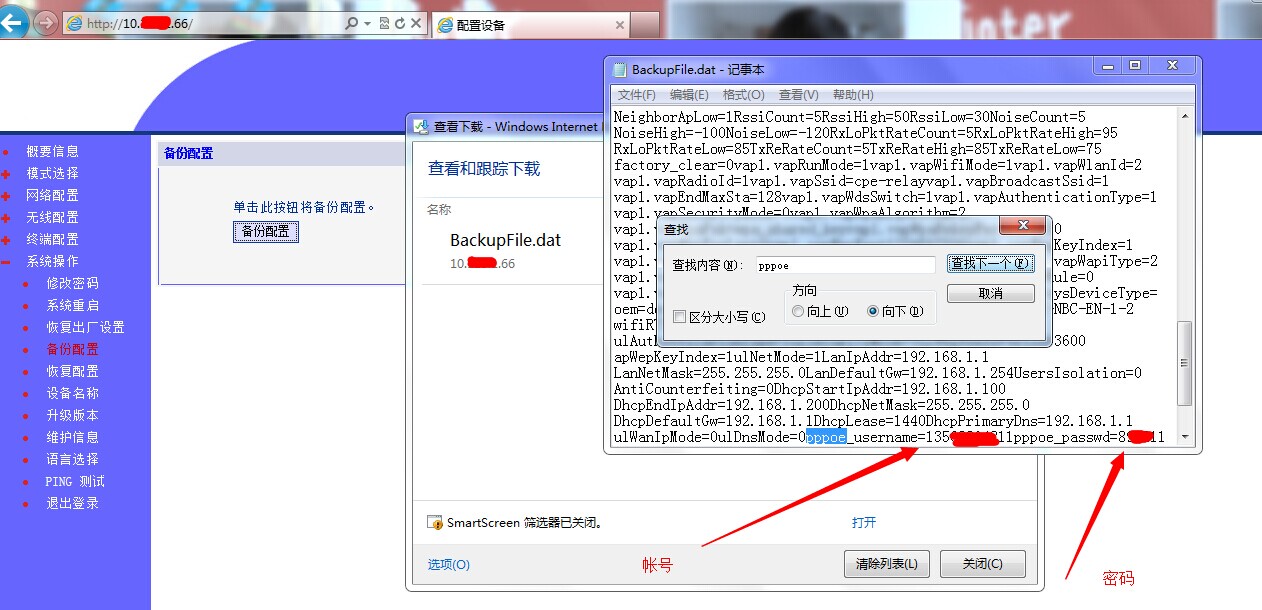 http://10.
.66/
配置设备
inter
概要信息
模式选择
网络配置
无线配置
终端配置
系统操作
修改密码
系统重启
恢复出厂设置
备份配置
恢复配置
设备名称
升级版本
维护信息
语言选择
PING 测试
退出登录
备份配置
单击此按钮将备份配置。
备份配置
查看下载 - Windows Internet
查看和跟踪下载
名称
BackupFile.dat
10.
.66
SmartScreen 筛选器已关闭。
打开
选项(O)
清除列表(L)
关闭(C)
BackupFile.dat - 记事本
文件(F) 编辑(E) 格式(O) 查看(V) 帮助(H)
NeighborApLow=1RssiCount=5RssiHigh=50RssiLow=30NoiseCount=5
NoiseHigh=-100NoiseLow=-120RxLoPktRateCount=5RxLoPktRateHigh=95
RxLoPktRateLow=85TxReRateCount=5TxReRateHigh=85TxReRateLow=75
factory_clear=0vap1.vapRunMode=1vap1.vapWifiMode=1vap1.vapWlanId=2
vap1.vapRadioId=1vap1.vapSsid=cpe-relayvap1.vapBroadcastSsid=1
vap1.vapEndMaxSta=128vap1.vapWdsSwitch=1vap1.vapAuthenticationType=1
vap1.vapSecurityMode=0vap1.vapWpaAlgorithm=2
vap1.v
0
vap1.v
KeyIndex=1
vap1.v
vapWapiType=2
vap1.v
ule=0
vap1.v
ysDeviceType=
oem=de
NBC-EN-1-2
wifiR
ulAut
3600
apWepKeyIndex=1ulNetMode=1LanIpAddr=192.168.1.1
LanNetMask=255.255.255.0LanDefaultGw=192.168.1.254UsersIsolation=0
AntiCounterfeiting=0DhcpStartIpAddr=192.168.1.100
DhcpEndIpAddr=192.168.1.200DhcpNetMask=255.255.255.0
DhcpDefaultGw=192.168.1.1DhcpLease=1440DhcpPrimaryDns=192.168.1.1
ulWanIpMode=0ulDnsMode=0pppoe_username=135
11pppoe_passwd=8
11
查找
查找内容(N):
pppoe
查找下一个(F)
方向
取消
区分大小写(C)
向上(U)
向下(D)
帐号
密码